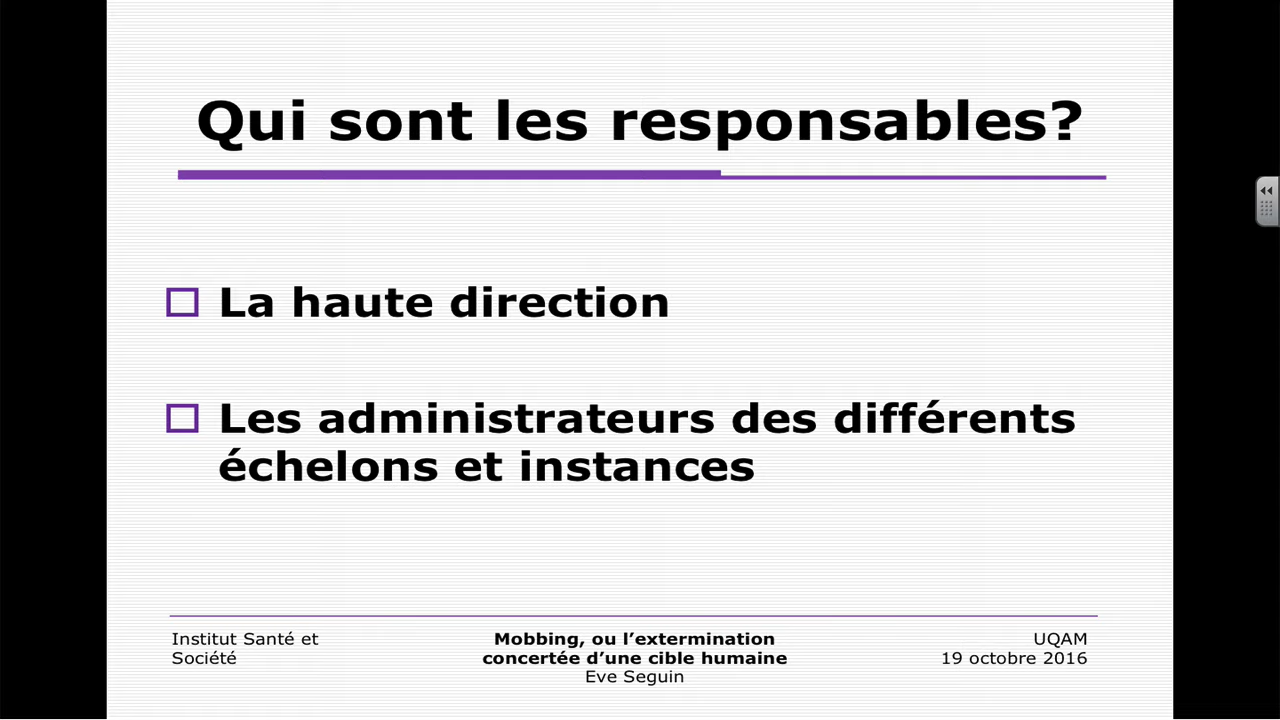 Qui sont les responsables?
La haute direction
Les administrateurs des différents
échelons et instances
Institut Santé et
Société
Mobbing, ou l’extermination
concertée d’une cible humaine
Eve Seguin
UQAM
19 octobre 2016